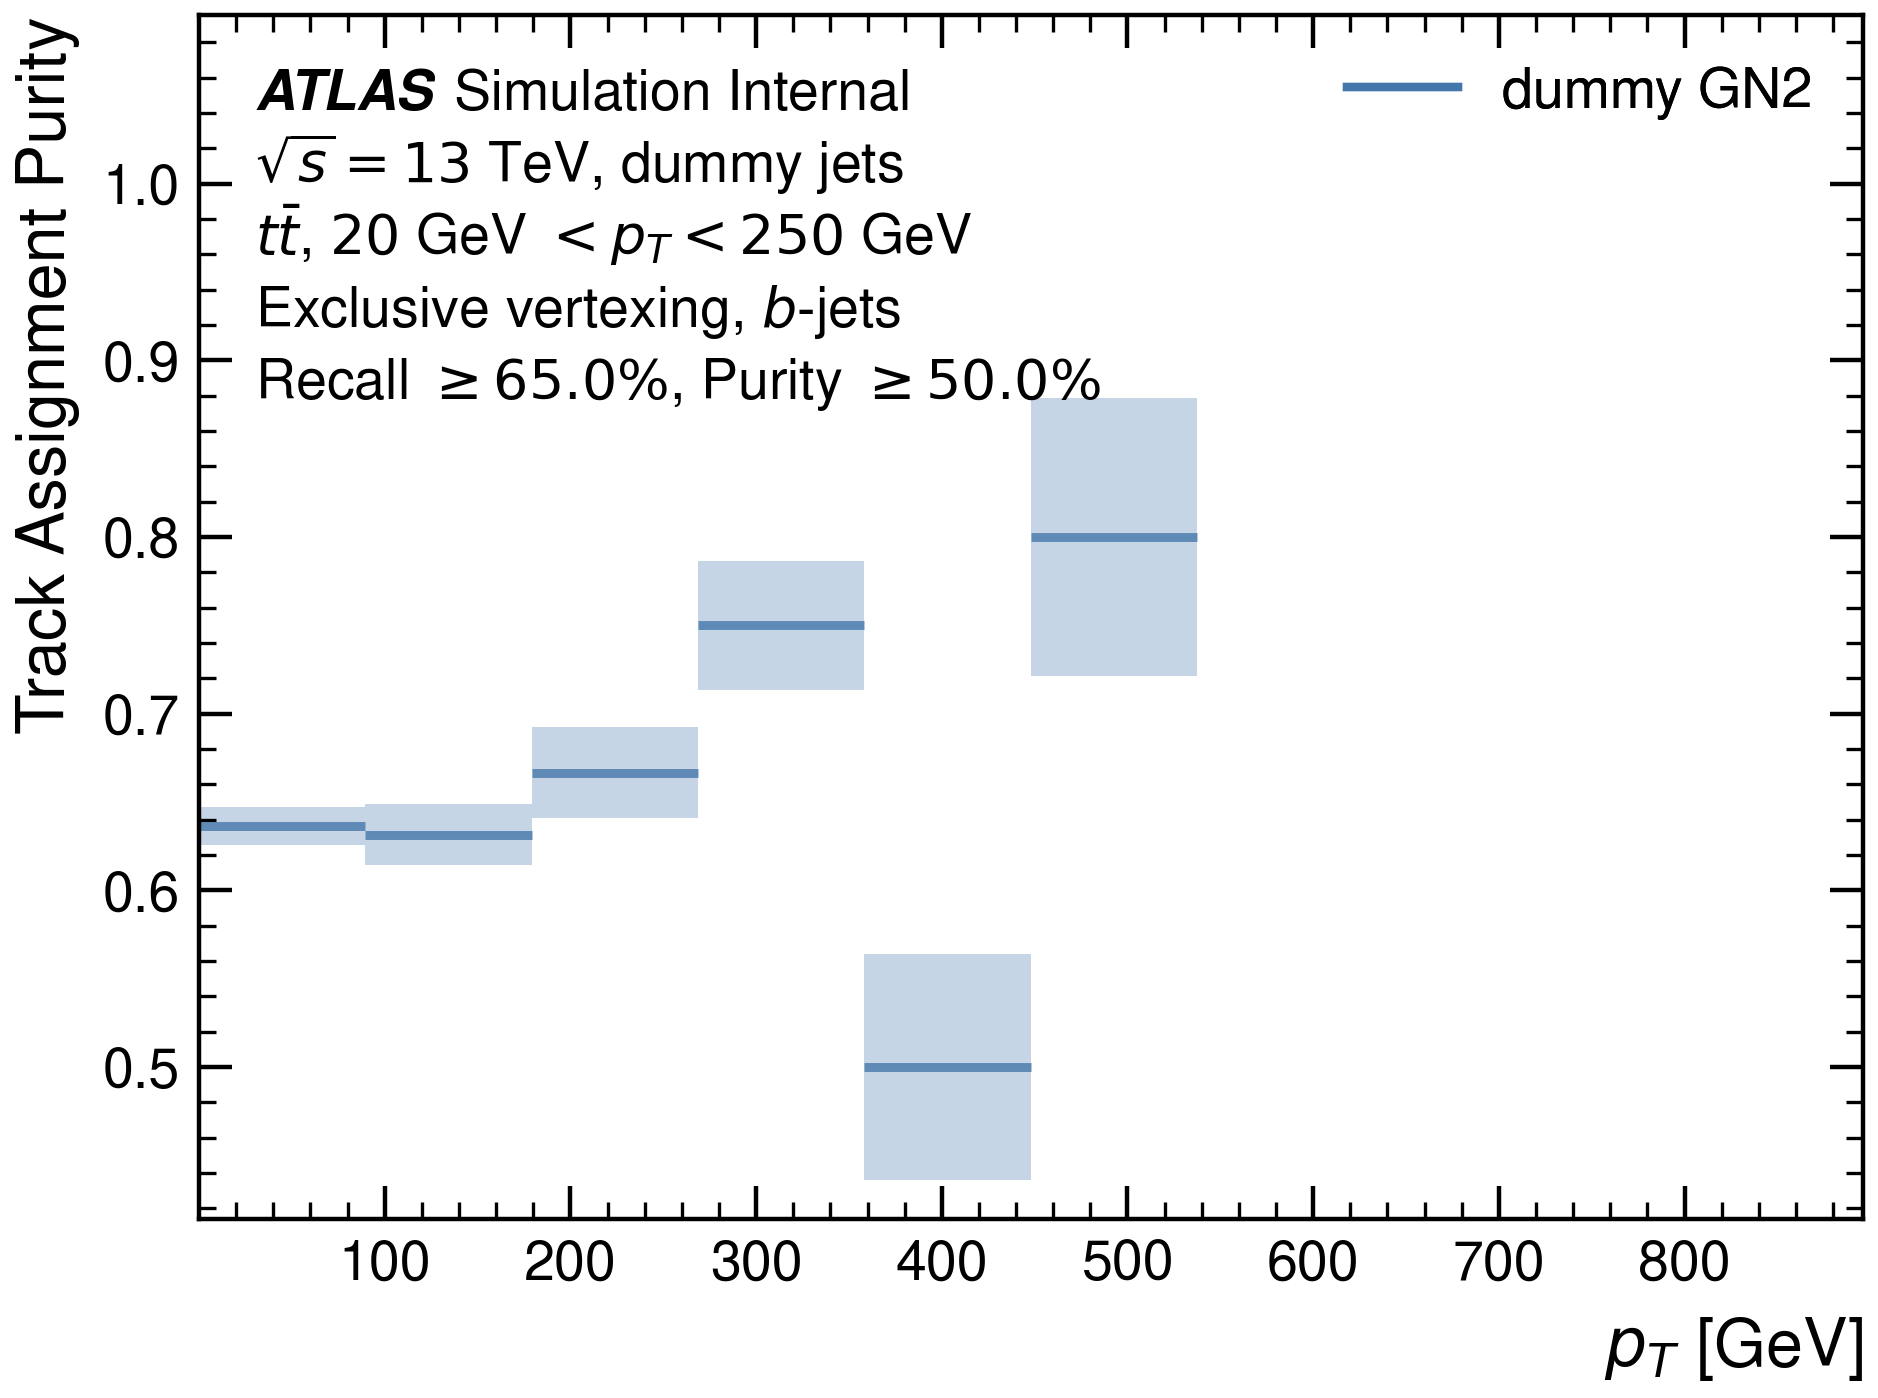 Track Assignment Purity
ATLAS Simulation Internal
√s = 13 TeV, dummy jets
tt̄, 20 GeV < p_T < 250 GeV
Exclusive vertexing, b-jets
Recall ≥ 65.0%, Purity ≥ 50.0%
dummy GN2
1.0
0.9
0.8
0.7
0.6
0.5
100 200 300 400 500 600 700 800
p_T [GeV]